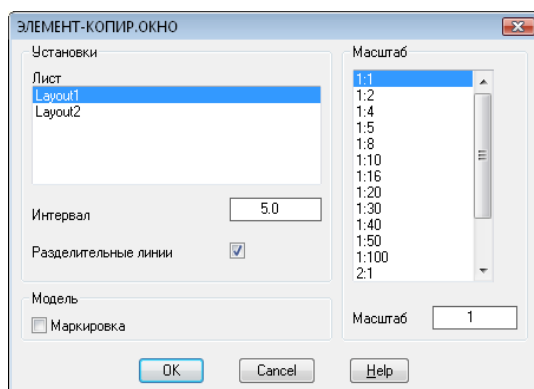 ЭЛЕМЕНТ-КОПИР.ОКНО
Установки
Лист
Layout1
Layout2
Интервал
5.0
Разделительные линии
Модель
Маркировка
Масштаб
1:1
1:2
1:4
1:5
1:8
1:10
1:16
1:20
1:30
1:40
1:50
1:100
2:1
Масштаб
1
OK
Cancel
Help